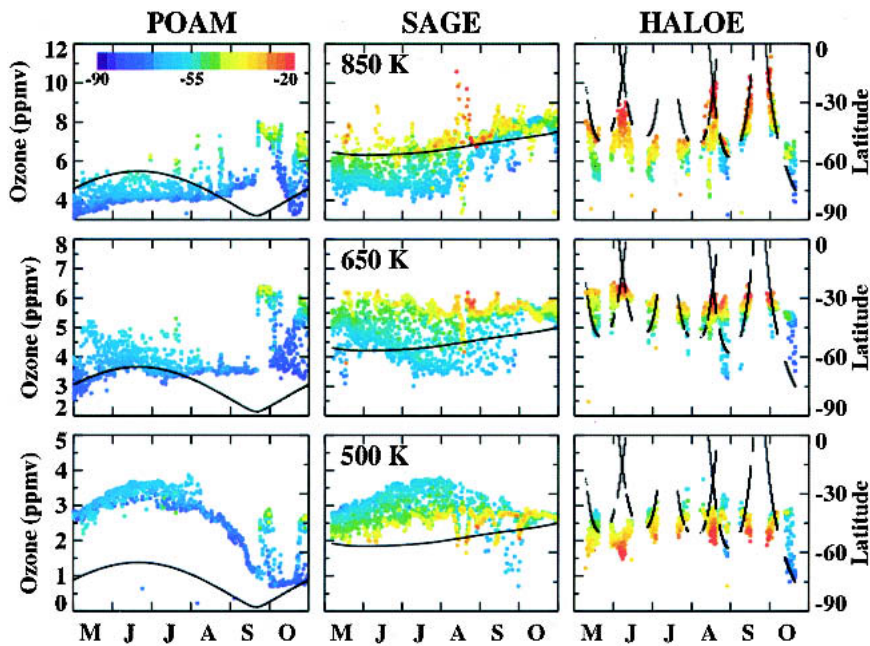 POAM SAGE HALOE
Ozone (ppmv) 12 10 8 6 4
-90 -55 -20
850 K
0 -30 -60 -90 Latitude
Ozone (ppmv) 8 7 6 5 4 3 2
650 K
0 -30 -60 -90 Latitude
Ozone (ppmv) 5 4 3 2 1 0
500 K
0 -30 -60 -90 Latitude
M J J A S O M J J A S O M J J A S O